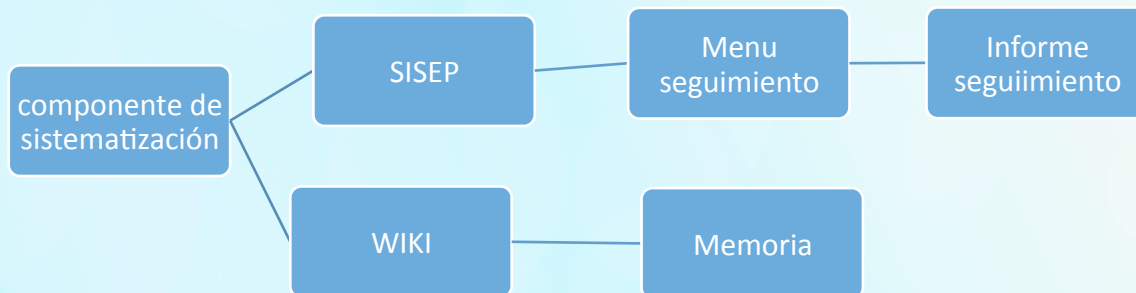 componente de
sistematización
SISEP
Menu
seguimiento
Informe
seguiimiento
WIKI
Memoria